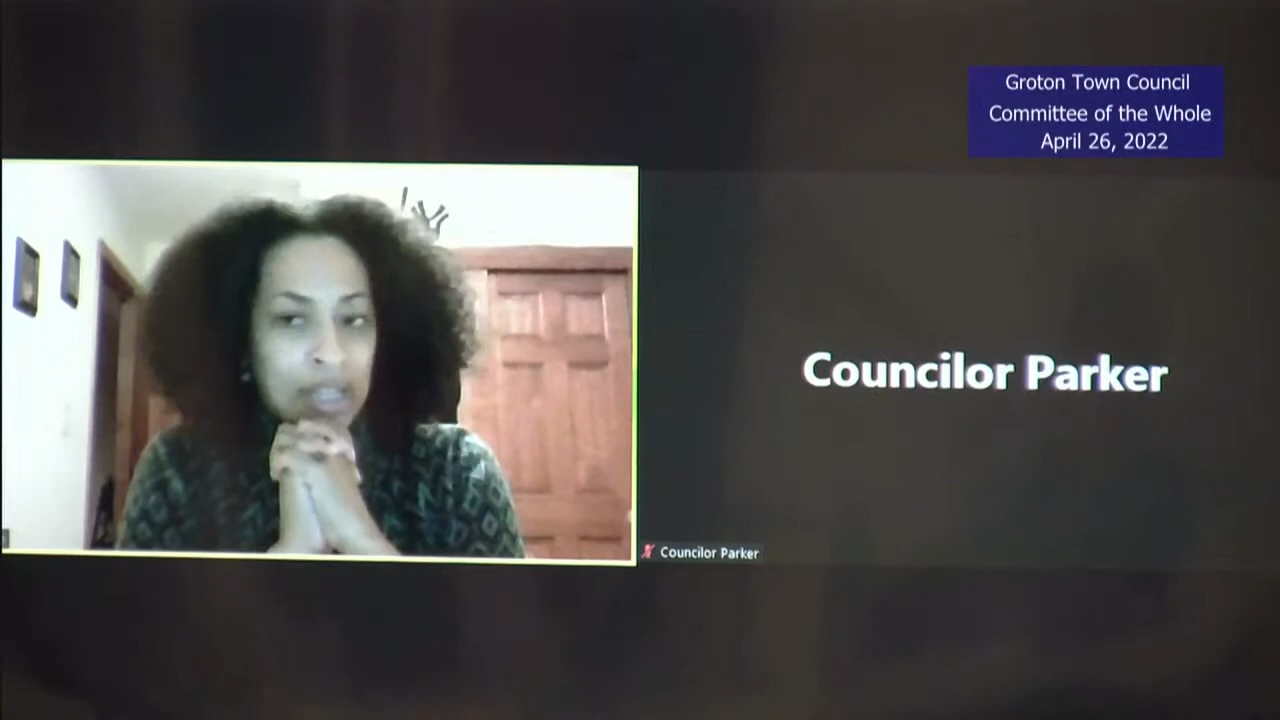 Groton Town Council
Committee of the Whole
April 26, 2022
Councilor Parker
Councilor Parker